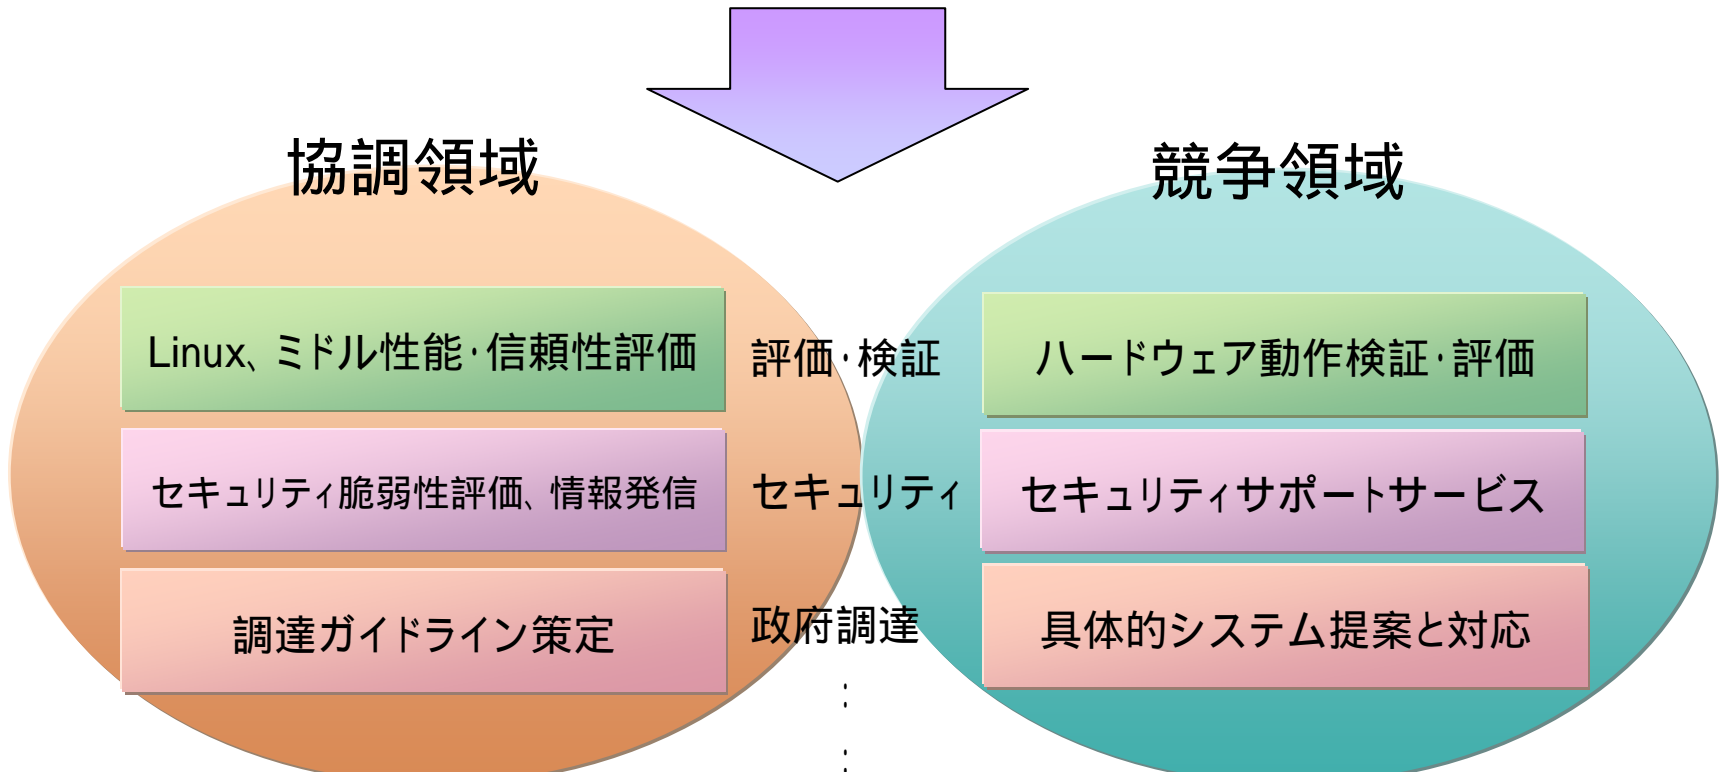 協調領域
競争領域
Linux、ミドル性能・信頼性評価
評価・検証
ハードウェア動作検証・評価
セキュリティ脆弱性評価、情報発信
セキュリティ
セキュリティサポートサービス
調達ガイドライン策定
政府調達
具体的システム提案と対応